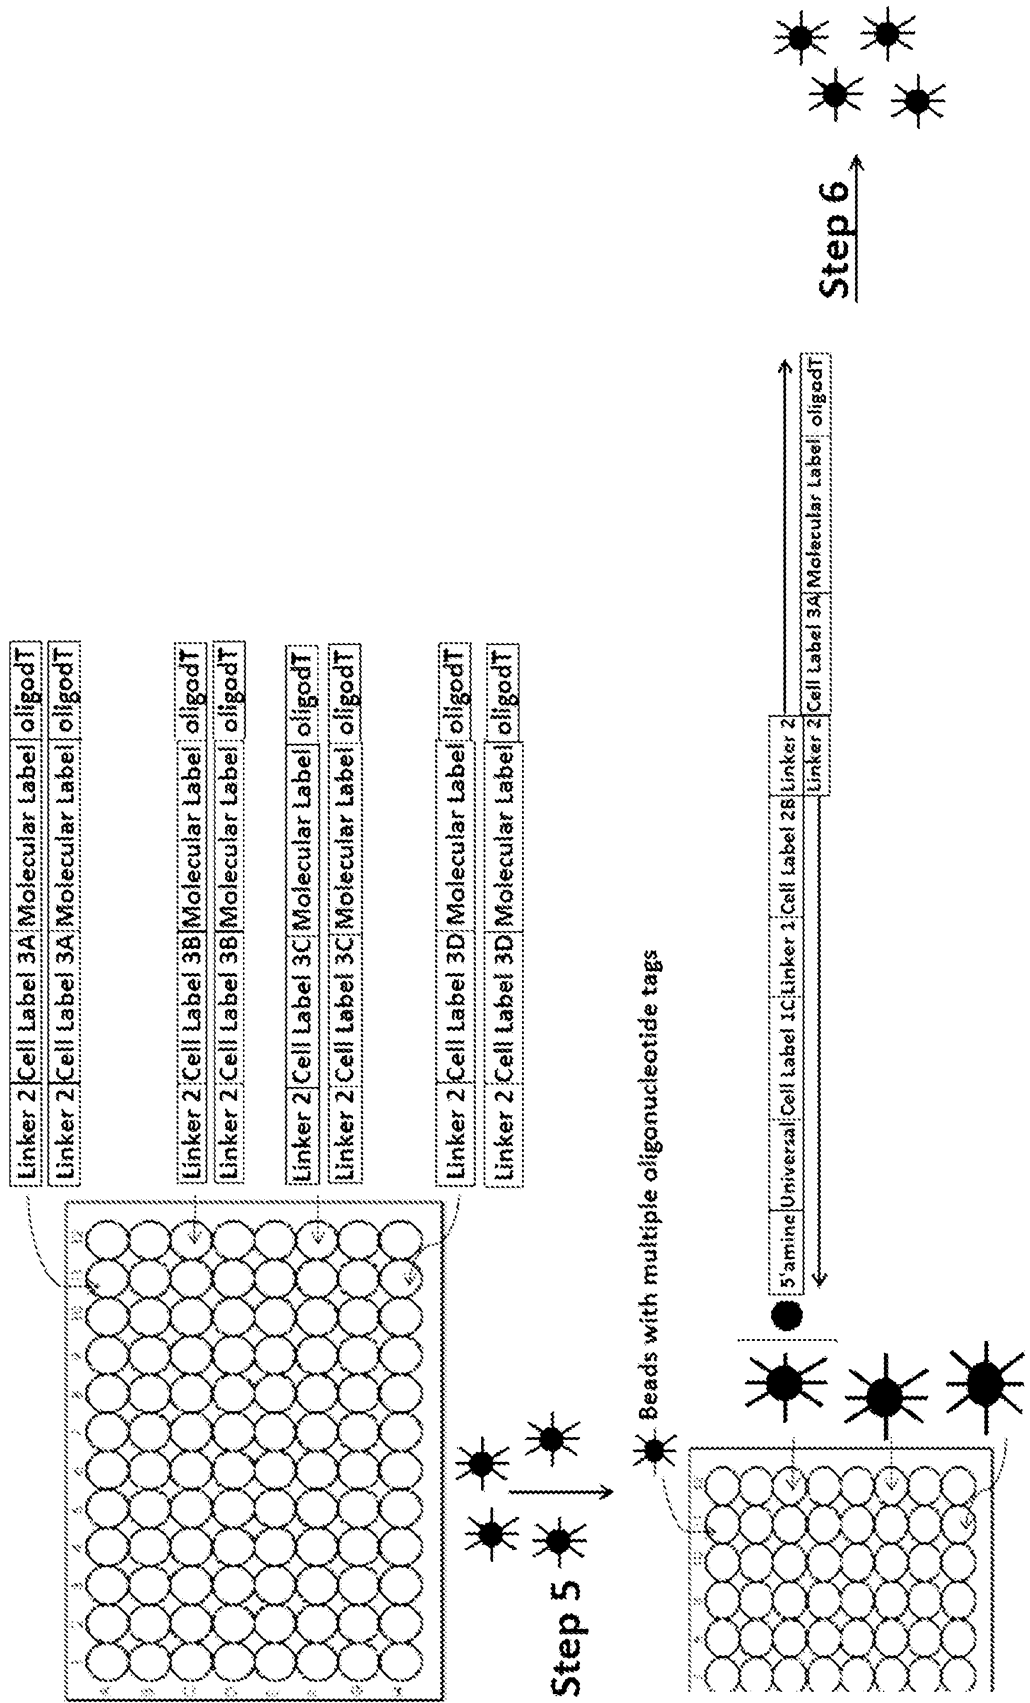 Linker 2 Cell Label 3A Molecular Label oligodT
Linker 2 Cell Label 3A Molecular Label oligodT
Linker 2 Cell Label 3B Molecular Label oligodT
Linker 2 Cell Label 3B Molecular Label oligodT
Linker 2 Cell Label 3C Molecular Label oligodT
Linker 2 Cell Label 3C Molecular Label oligodT
Linker 2 Cell Label 3D Molecular Label oligodT
Linker 2 Cell Label 3D Molecular Label oligodT
Step 5
Beads with multiple oligonucleotide tags
5'amine Universal Cell Label 1C Linker 1 Cell Label 2B Linker 2
Linker 2 Cell Label 3A Molecular Label oligodT
Step 6